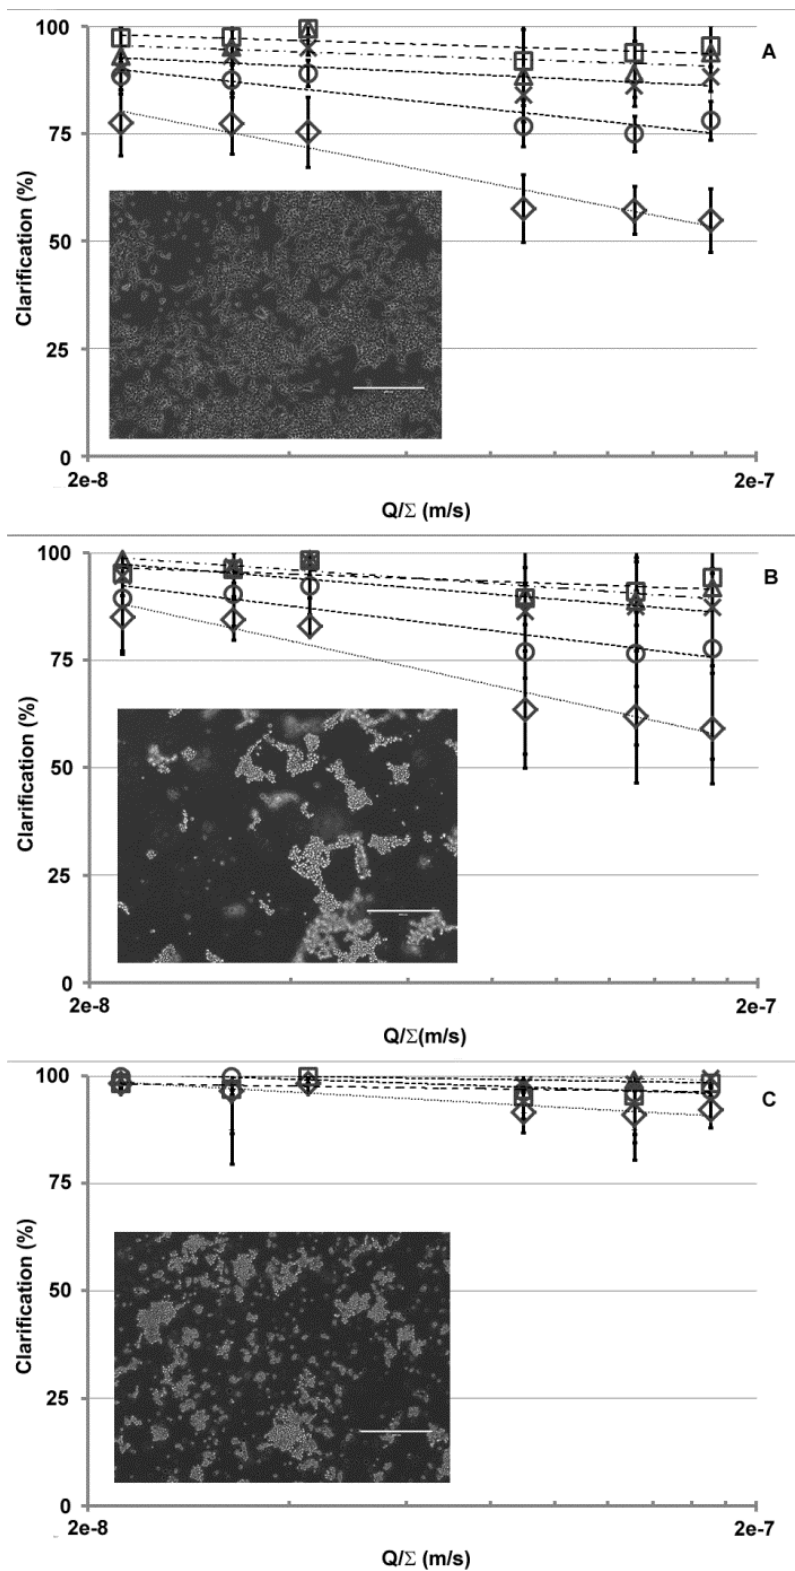 100
A
75
Clarification (%)
50
25
0
2e-8
2e-7
Q/Σ (m/s)
100
B
75
Clarification (%)
50
25
0
2e-8
2e-7
Q/Σ(m/s)
100
C
75
Clarification (%)
50
25
0
2e-8
2e-7
Q/Σ (m/s)